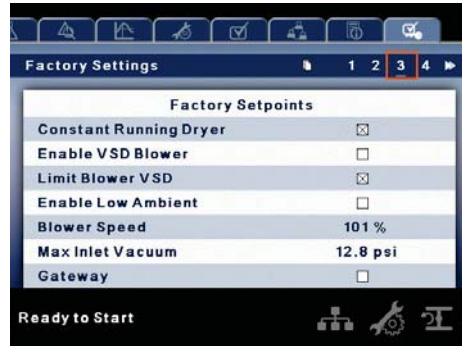 Factory Settings 1 2 3 4
Factory Setpoints
Constant Running Dryer
Enable VSD Blower
Limit Blower VSD
Enable Low Ambient
Blower Speed 101 %
Max Inlet Vacuum 12.8 psi
Gateway
Ready to Start